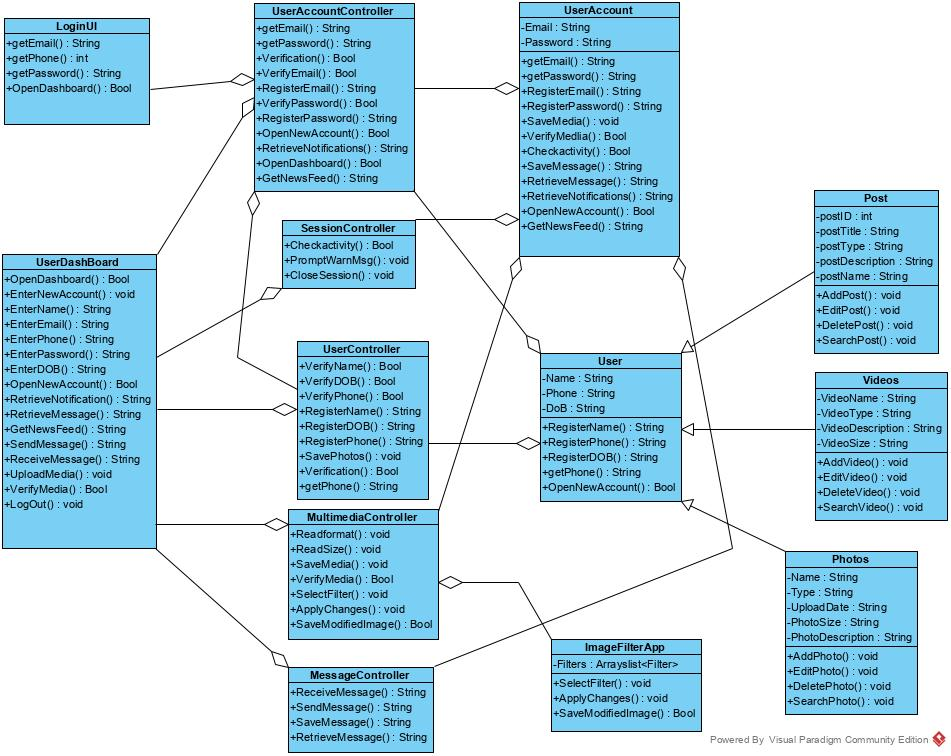 LoginUI
+getEmail() : String
+getPhone() : int
+getPassword() : String
+OpenDashboard() : Bool
UserAccountController
+getEmail() : String
+getPassword() : String
+Verification() : Bool
+VerifyEmail() : Bool
+RegisterEmail() : String
+VerifyPassword() : Bool
+RegisterPassword() : String
+OpenNewAccount() : Bool
+RetrieveNotifications() : String
+OpenDashboard() : Bool
+GetNewsFeed() : String
UserAccount
-Email : String
-Password : String
+getEmail() : String
+getPassword() : String
+RegisterEmail() : String
+RegisterPassword() : String
+SaveMedia() : void
+VerifyMedlia() : Bool
+Checkactivity() : Bool
+SaveMessage() : String
+RetrieveMessage() : String
+RetrieveNotifications() : String
+OpenNewAccount() : Bool
+GetNewsFeed() : String
SessionController
+Checkactivity() : Bool
+PromptWarnMsg() : void
+CloseSession() : void
Post
-postID : int
-postTitle : String
-postType : String
-postDescription : String
-postName : String
+AddPost() : void
+EditPost() : void
+DeletePost() : void
+SearchPost() : void
UserDashBoard
+OpenDashboard() : Bool
+EnterNewAccount() : void
+EnterName() : String
+EnterEmail() : String
+EnterPhone() : String
+EnterPassword() : String
+EnterDOB() : String
+OpenNewAccount() : Bool
+RetrieveNotification() : String
+RetrieveMessage() : String
+GetNewsFeed() : String
+SendMessage() : String
+ReceiveMessage() : String
+UploadMedia() : void
+VerifyMedia() : Bool
+LogOut() : void
UserController
+VerifyName() : Bool
+VerifyDOB() : Bool
+VerifyPhone() : Bool
+RegisterName() : String
+RegisterDOB() : String
+RegisterPhone() : String
+SavePhotos() : void
+Verification() : Bool
+getPhone() : String
User
-Name : String
-Phone : String
-DoB : String
+RegisterName() : String
+RegisterPhone() : String
+RegisterDOB() : String
+getPhone() : String
+OpenNewAccount() : Bool
Videos
-VideoName : String
-VideoType : String
-VideoDescription : String
-VideoSize : String
+AddVideo() : void
+EditVideo() : void
+DeleteVideo() : void
+SearchVideo() : void
MultimediaController
+Readformat() : void
+ReadSize() : void
+SaveMedia() : void
+VerifyMedia() : Bool
+SelectFilter() : void
+ApplyChanges() : void
+SaveModifiedImage() : Bool
Photos
-Name : String
-Type : String
-UploadDate : String
-PhotoSize : String
-PhotoDescription : String
+AddPhoto() : void
+EditPhoto() : void
+DeletePhoto() : void
+SearchPhoto() : void
ImageFilterApp
-Filters : Arrayslist<Filter>
+SelectFilter() : void
+ApplyChanges() : void
+SaveModifiedImage() : Bool
MessageController
+ReceiveMessage() : String
+SendMessage() : String
+SaveMessage() : String
+RetrieveMessage() : String
Powered By Visual Paradigm Community Edition